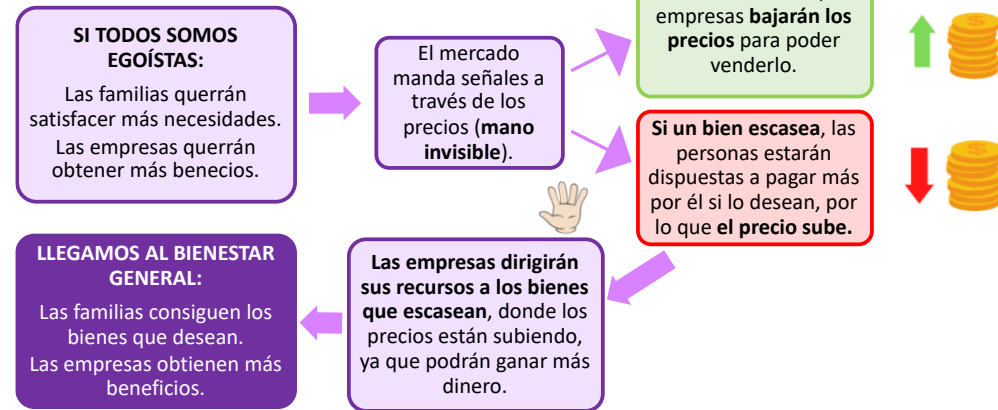 SI TODOS SOMOS
EGOÍSTAS:
Las familias querrán
satisfacer más necesidades.
Las empresas querrán
obtener más benecios.
El mercado
manda señales a
través de los
precios (mano
invisible).
empresas bajarán los
precios para poder
venderlo.
Si un bien escasea, las
personas estarán
dispuestas a pagar más
por él si lo desean, por
lo que el precio sube.
Las empresas dirigirán
sus recursos a los bienes
que escasean, donde los
precios están subiendo,
ya que podrán ganar más
dinero.
LLEGAMOS AL BIENESTAR
GENERAL:
Las familias consiguen los
bienes que desean.
Las empresas obtienen más
beneficios.